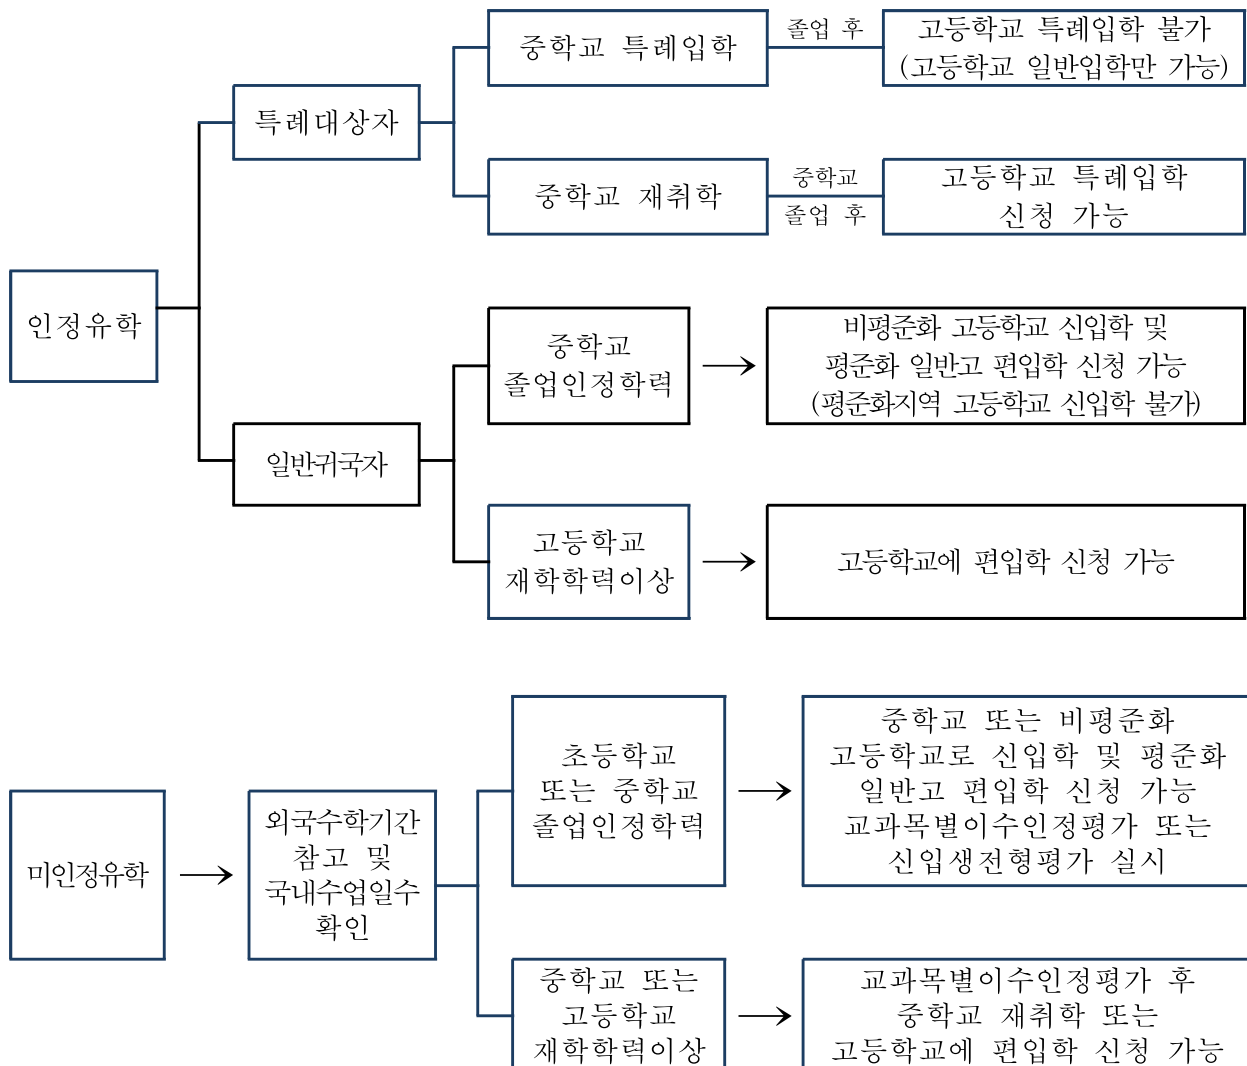 인정유학
특례대상자
중학교 특례입학
졸업 후
고등학교 특례입학 불가
(고등학교 일반입학만 가능)
중학교 재취학
중학교
졸업 후
고등학교 특례입학
신청 가능
일반귀국자
중학교
졸업인정학력
비평준화 고등학교 신입학 및
평준화 일반고 편입학 신청 가능
(평준화지역 고등학교 신입학 불가)
고등학교
재학학력이상
고등학교에 편입학 신청 가능
미인정유학
외국수학기간
참고 및
국내수업일수
확인
초등학교
또는 중학교
졸업인정학력
중학교 또는 비평준화
고등학교로 신입학 및 평준화
일반고 편입학 신청 가능
교과목별이수인정평가 또는
신입생전형평가 실시
중학교 또는
고등학교
재학학력이상
교과목별이수인정평가 후
중학교 재취학 또는
고등학교에 편입학 신청 가능